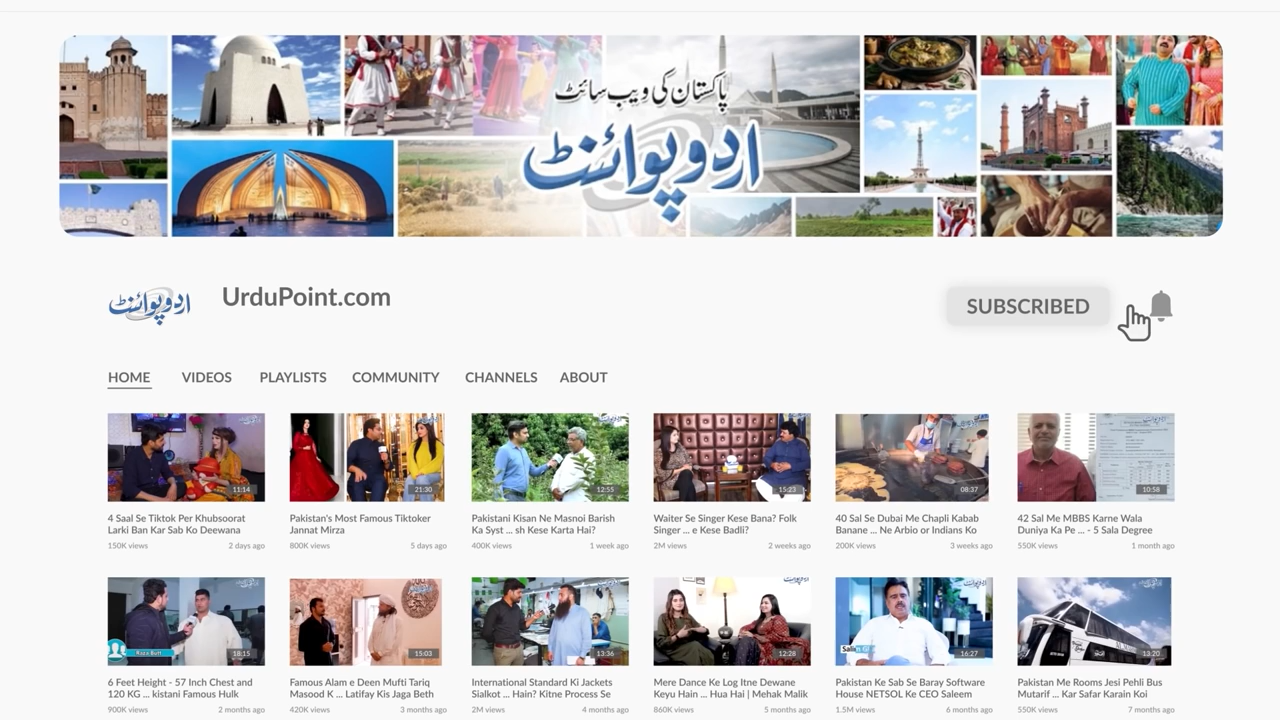 پاکستان کی ویب سائٹ
اردو پوائنٹ
اردو پوائنٹ
UrduPoint.com
SUBSCRIBED
HOME VIDEOS PLAYLISTS COMMUNITY CHANNELS ABOUT
11:14 21:30 12:55 15:23 08:37 10:58
4 Saal Se Tiktok Per Khubsoorat
Larki Ban Kar Sab Ko Deewana
150K views 2 days ago
Pakistan's Most Famous Tiktoker
Jannat Mirza
800K views 5 days ago
Pakistani Kisan Ne Masnoi Barish
Ka Syst ... sh Kese Karta Hai?
400K views 1 week ago
Waiter Se Singer Kese Bana? Folk
Singer ... e Kese Badli?
2M views 2 weeks ago
40 Sal Se Dubai Me Chapli Kabab
Banane ... Ne Arbio or Indians Ko
200K views 3 weeks ago
42 Sal Me MBBS Karne Wala
Duniya Ka Pe ... - 5 Sala Degree
550K views 1 month ago
Raza Butt
18:15 15:03 13:36 12:28 16:27 13:20
6 Feet Height - 57 Inch Chest and
120 KG ... kistani Famous Hulk
900K views 2 months ago
Famous Alam e Deen Mufti Tariq
Masood K ... Latifay Kis Jaga Beth
420K views 3 months ago
International Standard Ki Jackets
Sialkot ... Hain? Kitne Process Se
2M views 4 months ago
Mere Dance Ke Log Itne Dewane
Keyu Hain ... Hua Hai | Mehak Malik
860K views 5 months ago
Pakistan Ke Sab Se Baray Software
House NETSOL Ke CEO Saleem
1.5M views 6 months ago
Pakistan Me Rooms Jesi Pehli Bus
Mutarif ... Kar Safar Karain Koi
550K views 7 months ago